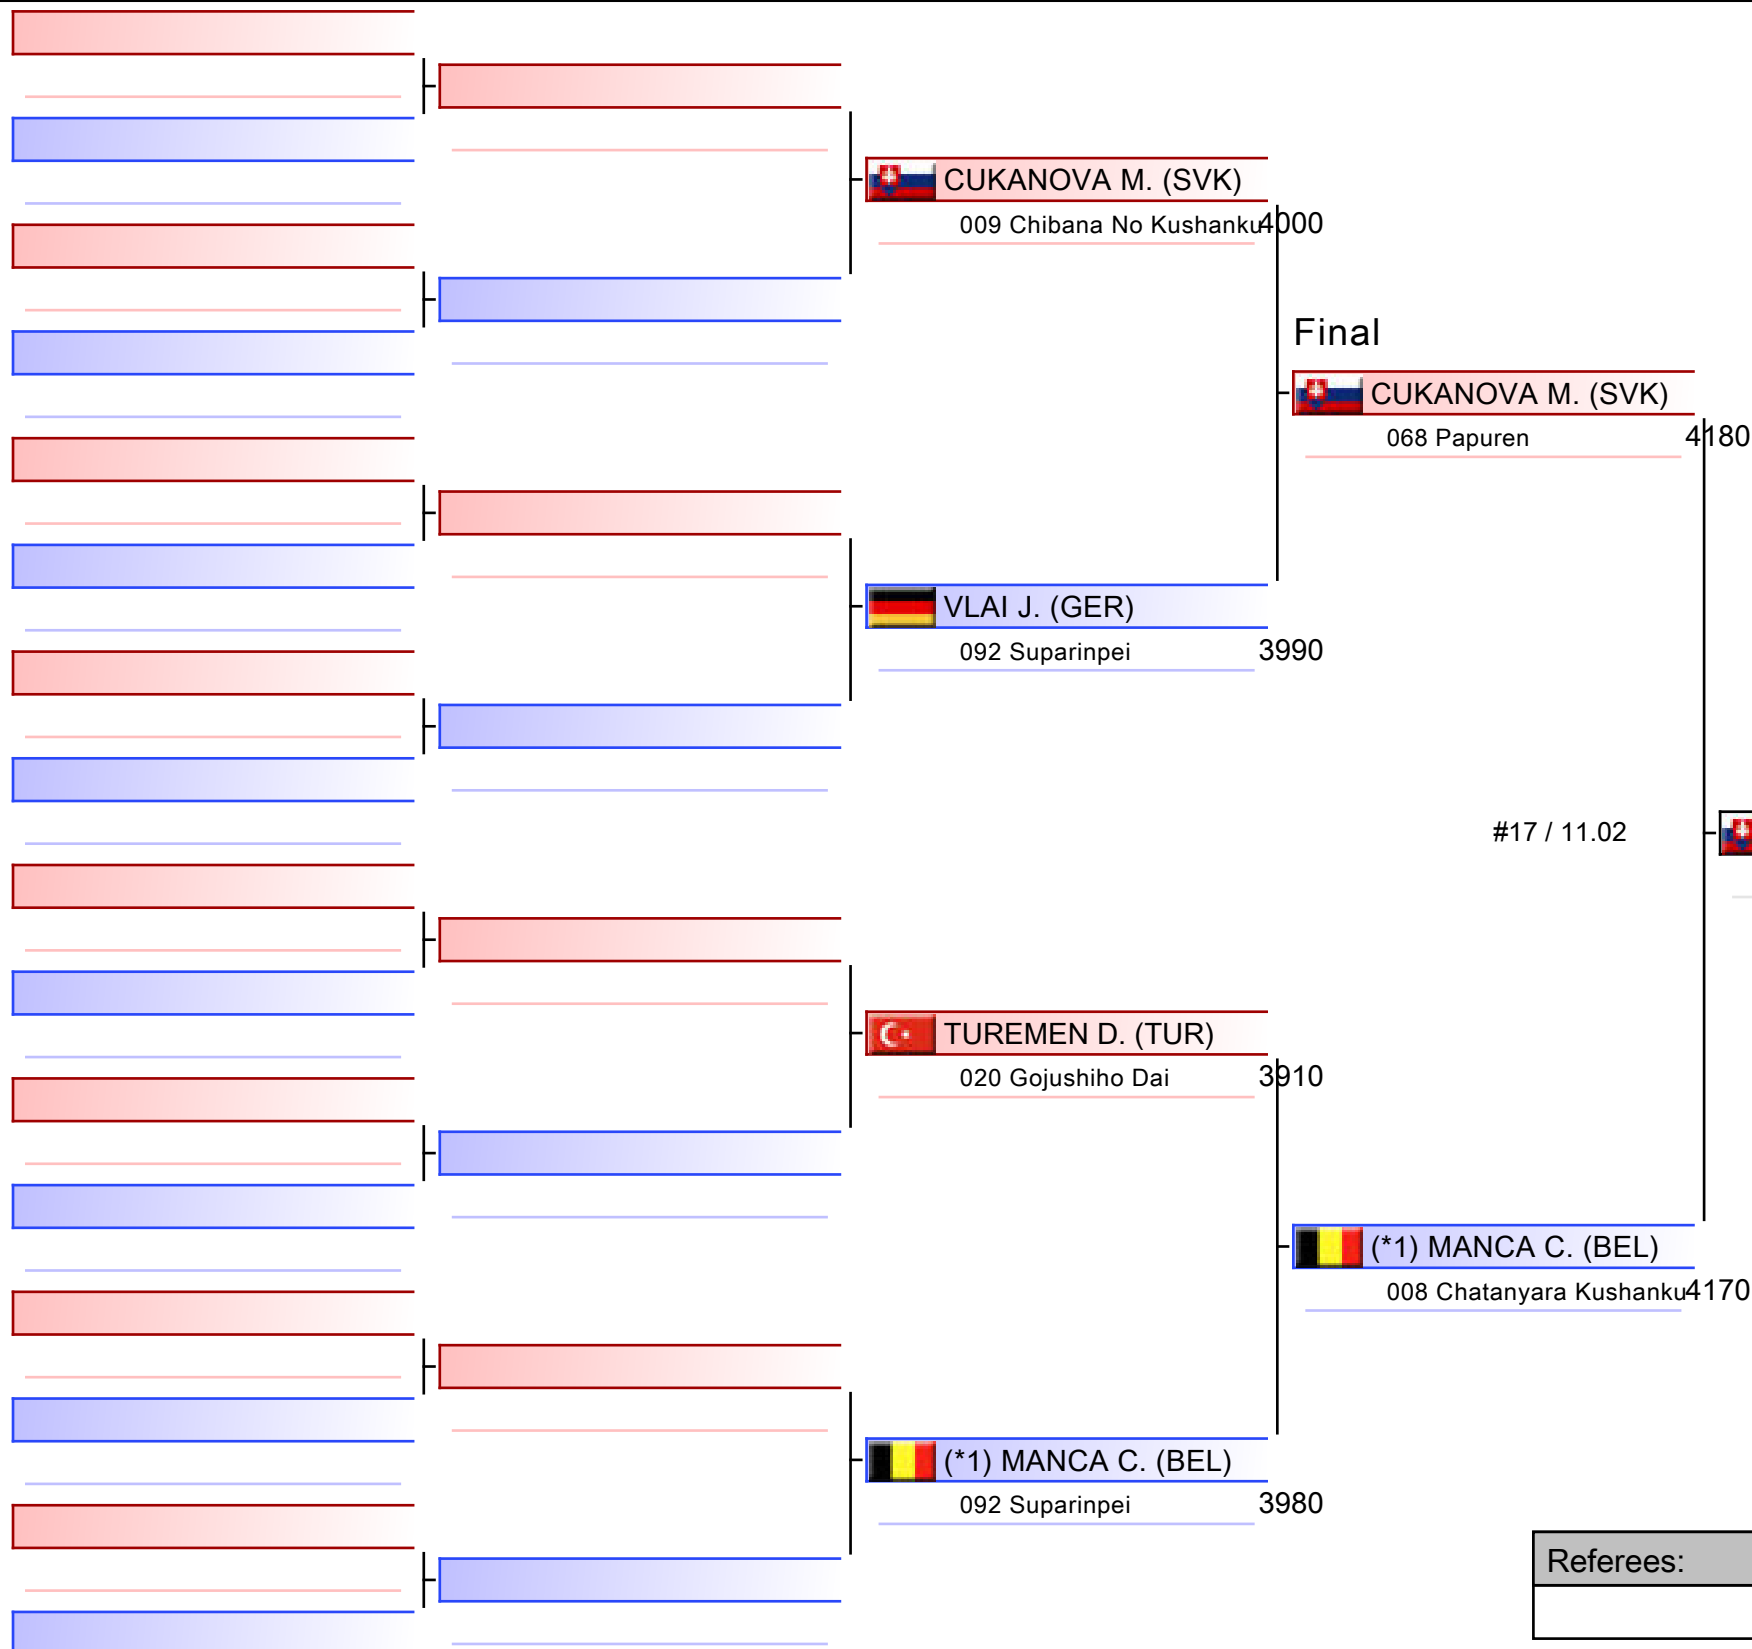 CUKANOVA M. (SVK)
009 Chibana No Kushanku 4000
Final
CUKANOVA M. (SVK)
068 Papuren 4180
VLAI J. (GER)
092 Suparinpei 3990
#17 / 11.02
TUREMEN D. (TUR)
020 Gojushiho Dai 3910
(*1) MANCA C. (BEL)
008 Chatanyara Kushanku 4170
(*1) MANCA C. (BEL)
092 Suparinpei 3980
Referees: